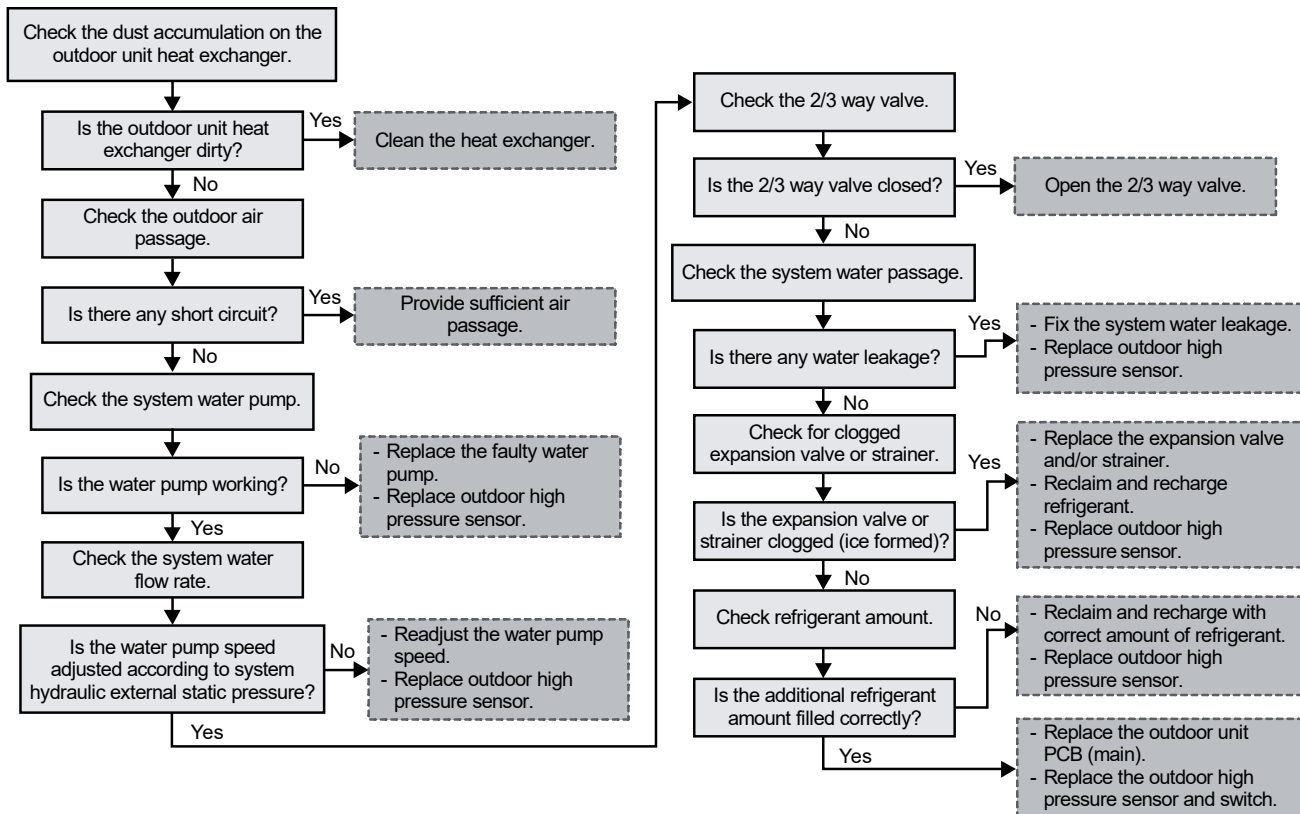 Check the dust accumulation on the
outdoor unit heat exchanger.
Is the outdoor unit heat
exchanger dirty?
Yes
Clean the heat exchanger.
No
Check the outdoor air
passage.
Is there any short circuit?
Yes
Provide sufficient air
passage.
No
Check the system water pump.
Is the water pump working?
No
- Replace the faulty water
pump.
- Replace outdoor high
pressure sensor.
Yes
Check the system water
flow rate.
Is the water pump speed
adjusted according to system
hydraulic external static pressure?
No
- Readjust the water pump
speed.
- Replace outdoor high
pressure sensor.
Yes
Check the 2/3 way valve.
Is the 2/3 way valve closed?
Yes
Open the 2/3 way valve.
No
Check the system water passage.
Is there any water leakage?
Yes
- Fix the system water leakage.
- Replace outdoor high
pressure sensor.
No
Check for clogged
expansion valve or strainer.
Is the expansion valve or
strainer clogged (ice formed)?
Yes
- Replace the expansion valve
and/or strainer.
- Reclaim and recharge
refrigerant.
- Replace outdoor high
pressure sensor.
No
Check refrigerant amount.
Is the additional refrigerant
amount filled correctly?
No
- Reclaim and recharge with
correct amount of refrigerant.
- Replace outdoor high
pressure sensor.
Yes
- Replace the outdoor unit
PCB (main).
- Replace the outdoor high
pressure sensor and switch.